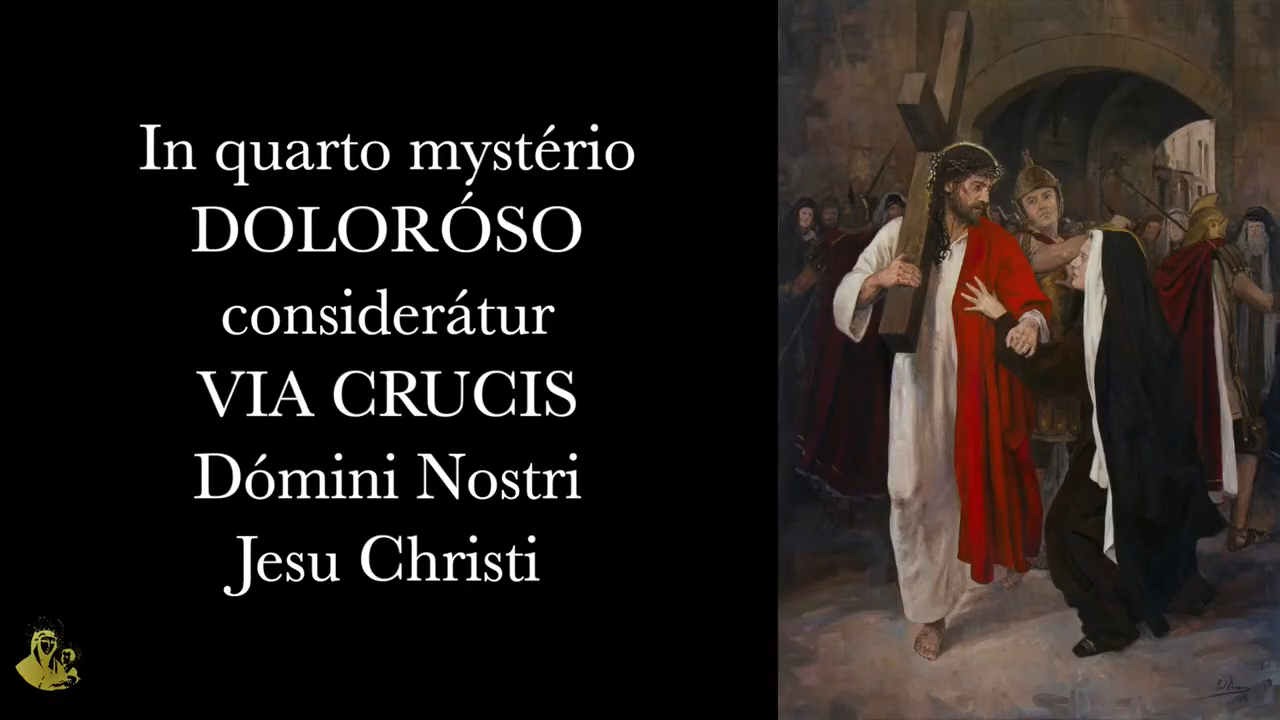 In quarto mystério
DOLORÓSO
considerátur
VIA CRUCIS
Dómini Nostri
Jesu Christi